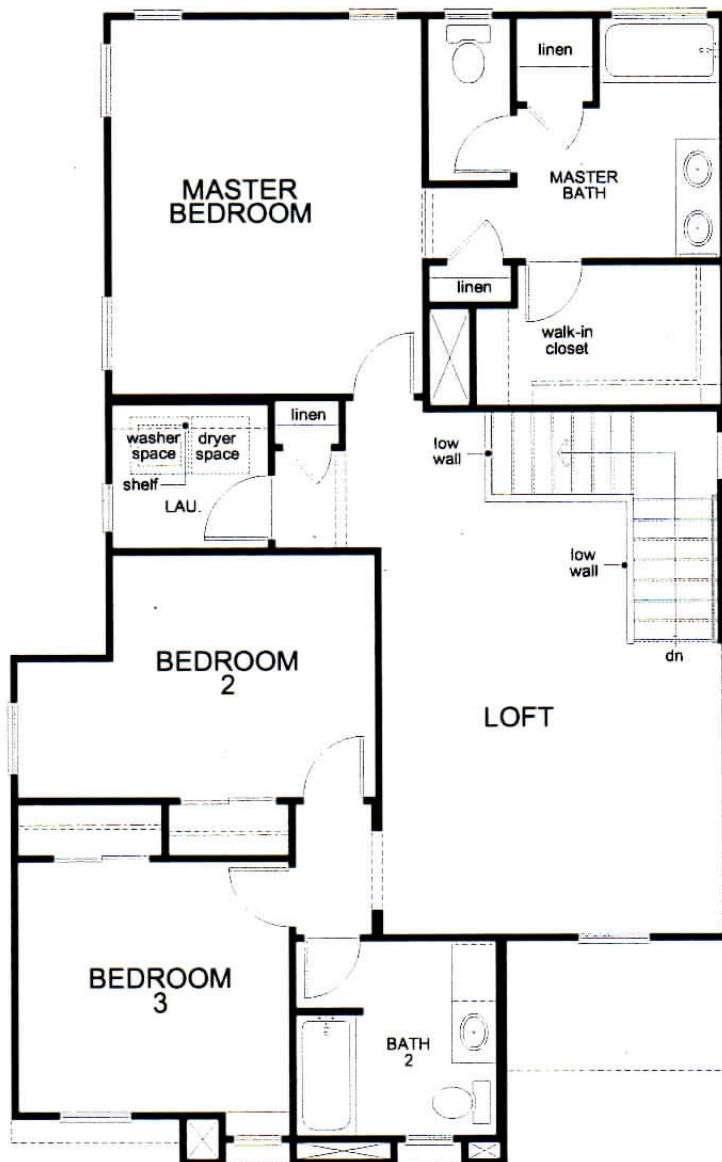 linen
MASTER
BEDROOM
MASTER
BATH
linen
walk-in
closet
linen
washer
space
dryer
space
shelf
LAU.
low
wall
low
wall
dn
BEDROOM
2
LOFT
BEDROOM
3
BATH
2